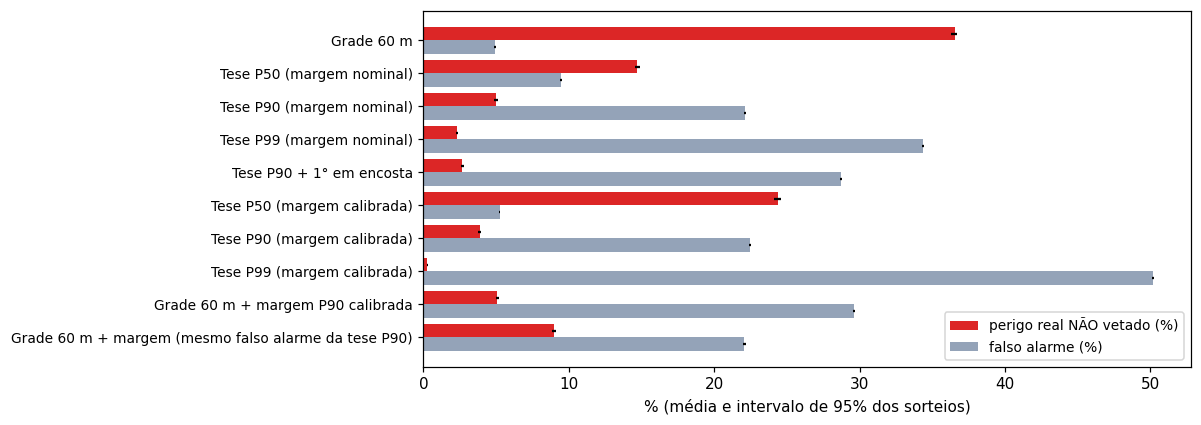 Grade 60 m
Tese P50 (margem nominal)
Tese P90 (margem nominal)
Tese P99 (margem nominal)
Tese P90 + 1° em encosta
Tese P50 (margem calibrada)
Tese P90 (margem calibrada)
Tese P99 (margem calibrada)
Grade 60 m + margem P90 calibrada
Grade 60 m + margem (mesmo falso alarme da tese P90)
perigo real NÃO vetado (%)
falso alarme (%)
0 10 20 30 40 50
% (média e intervalo de 95% dos sorteios)